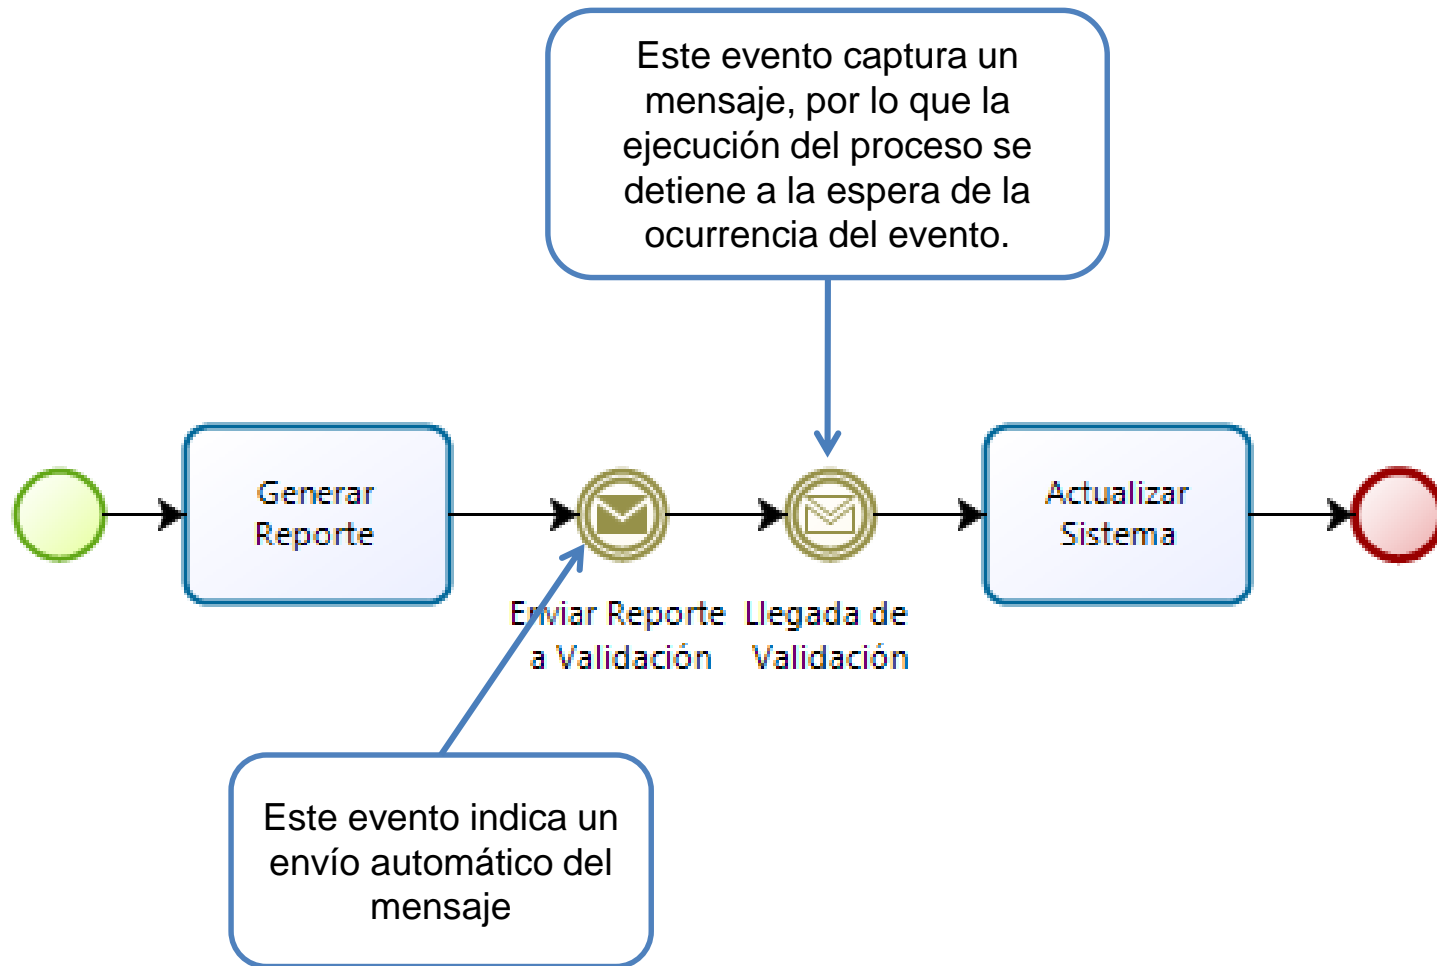 Este evento captura un
mensaje, por lo que la
ejecución del proceso se
detiene a la espera de la
ocurrencia del evento.
Generar
Reporte
Enviar Reporte
a Validación
Llegada de
Validación
Actualizar
Sistema
Este evento indica un
envío automático del
mensaje